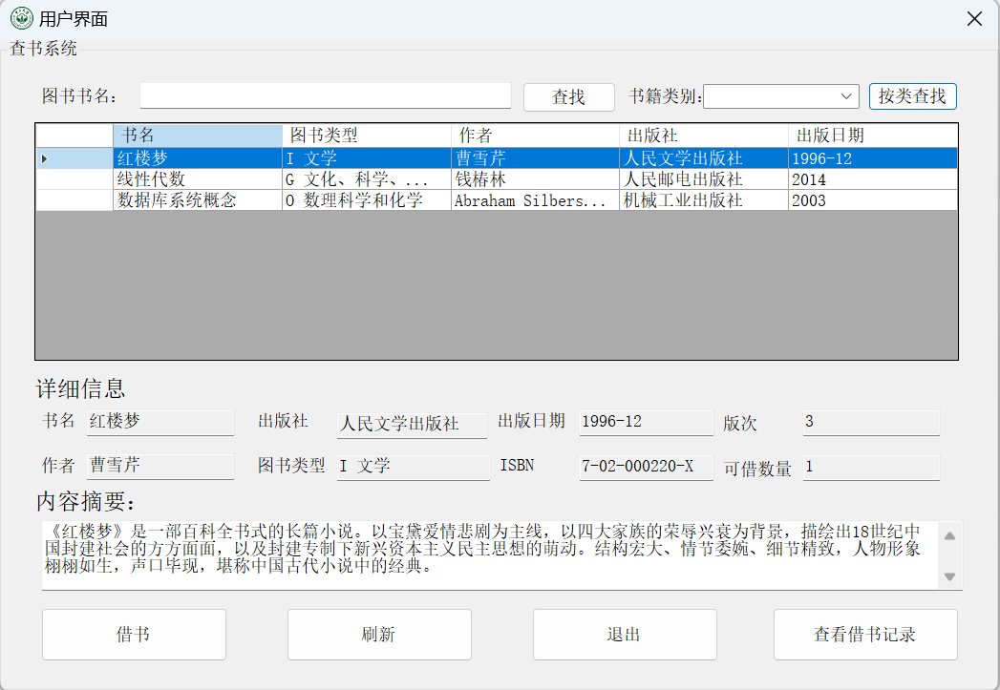 用户界面
查书系统
图书书名： 查找 书籍类别： 按类查找
书名 图书类型 作者 出版社 出版日期
红楼梦 I 文学 曹雪芹 人民文学出版社 1996-12
线性代数 G 文化、科学、... 钱椿林 人民邮电出版社 2014
数据库系统概念 O 数理科学和化学 Abraham Silbers... 机械工业出版社 2003
详细信息
书名 红楼梦 出版社 人民文学出版社 出版日期 1996-12 版次 3
作者 曹雪芹 图书类型 I 文学 ISBN 7-02-000220-X 可借数量 1
内容摘要：
《红楼梦》是一部百科全书式的长篇小说。以宝黛爱情悲剧为主线，以四大家族的荣辱兴衰为背景，描绘出18世纪中
国封建社会的方方面面，以及封建专制下新兴资本主义民主思想的萌动。结构宏大、情节委婉、细节精致，人物形象
栩栩如生，声口毕现，堪称中国古代小说中的经典。
借书 刷新 退出 查看借书记录